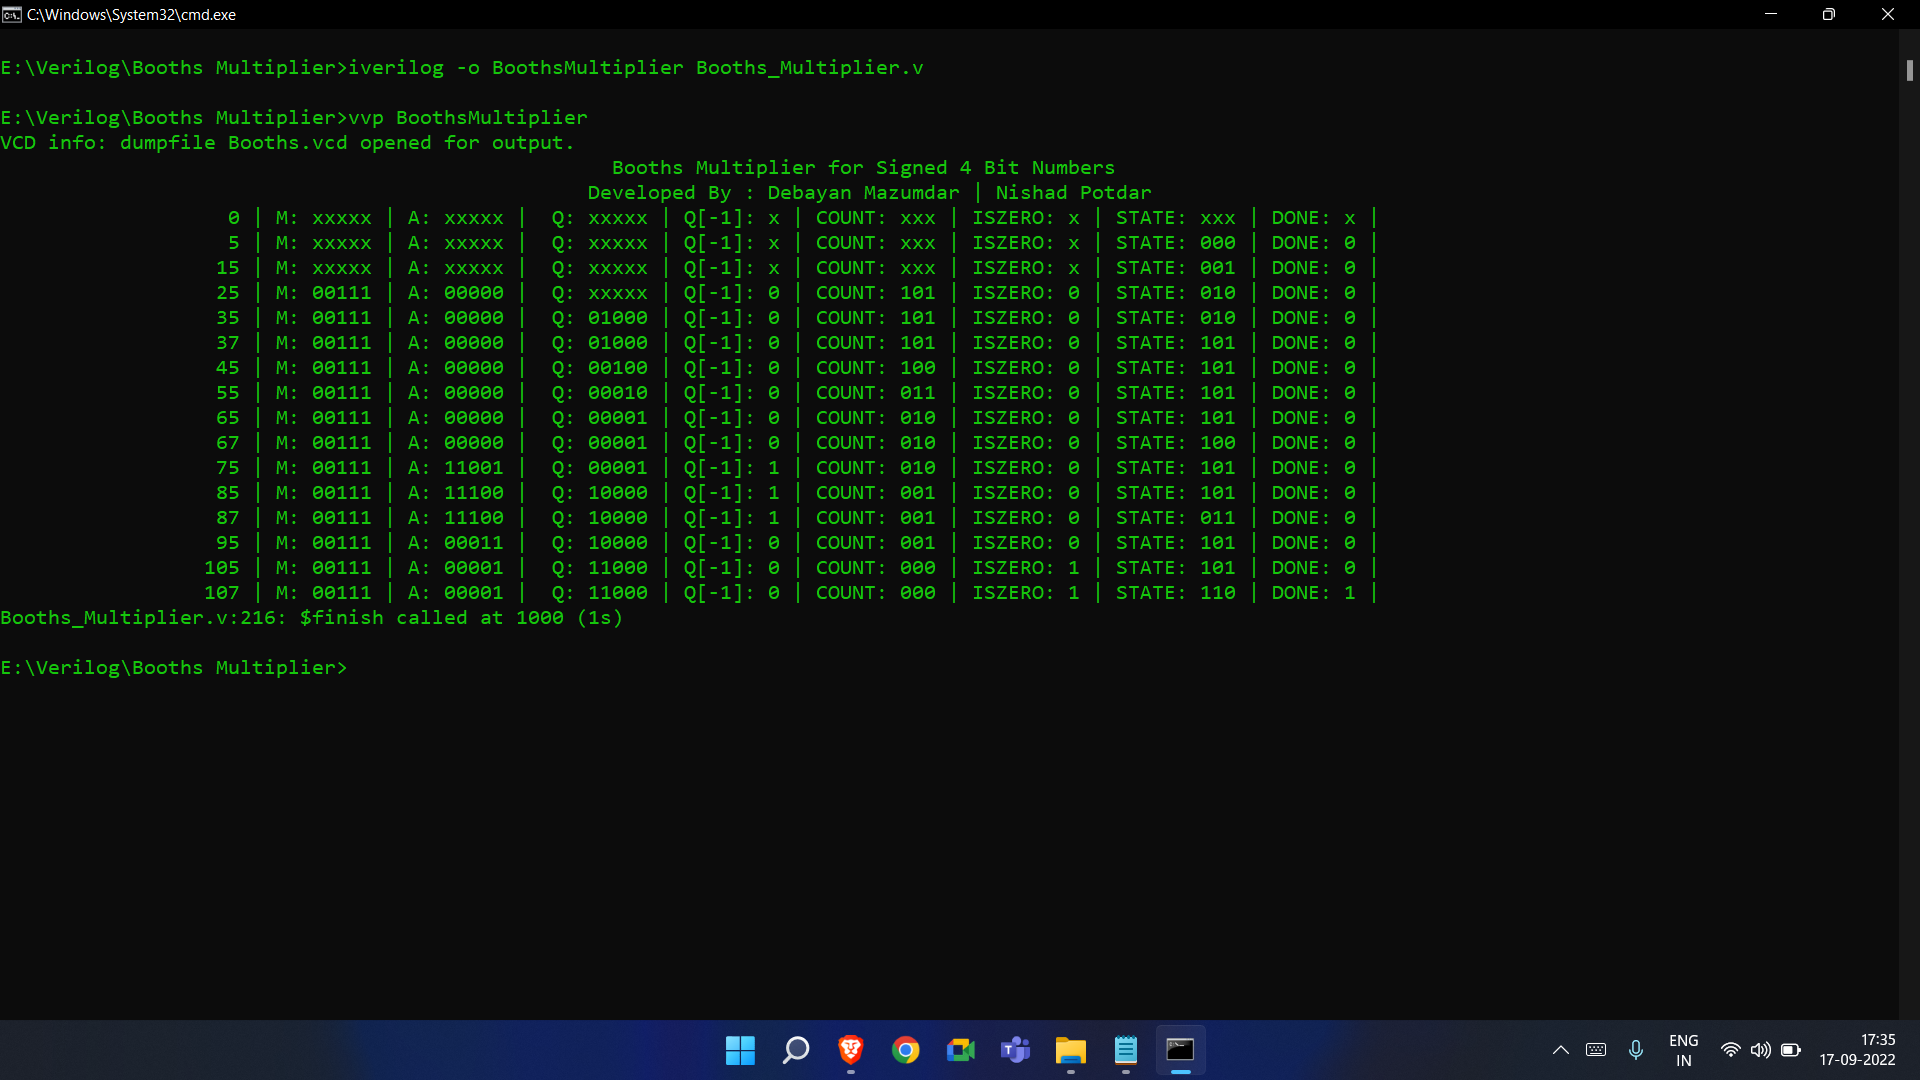 C:\Windows\System32\cmd.exe
E:\Verilog\Booths Multiplier>iverilog -o BoothsMultiplier Booths_Multiplier.v
E:\Verilog\Booths Multiplier>vvp BoothsMultiplier
VCD info: dumpfile Booths.vcd opened for output.
Booths Multiplier for Signed 4 Bit Numbers
Developed By : Debayan Mazumdar | Nishad Potdar
0 | M: xxxxx | A: xxxxx |  Q: xxxxx | Q[-1]: x | COUNT: xxx | ISZERO: x | STATE: xxx | DONE: x |
5 | M: xxxxx | A: xxxxx |  Q: xxxxx | Q[-1]: x | COUNT: xxx | ISZERO: x | STATE: 000 | DONE: 0 |
15 | M: xxxxx | A: xxxxx |  Q: xxxxx | Q[-1]: x | COUNT: xxx | ISZERO: x | STATE: 001 | DONE: 0 |
25 | M: 00111 | A: 00000 |  Q: xxxxx | Q[-1]: 0 | COUNT: 101 | ISZERO: 0 | STATE: 010 | DONE: 0 |
35 | M: 00111 | A: 00000 |  Q: 01000 | Q[-1]: 0 | COUNT: 101 | ISZERO: 0 | STATE: 010 | DONE: 0 |
37 | M: 00111 | A: 00000 |  Q: 01000 | Q[-1]: 0 | COUNT: 101 | ISZERO: 0 | STATE: 101 | DONE: 0 |
45 | M: 00111 | A: 00000 |  Q: 00100 | Q[-1]: 0 | COUNT: 100 | ISZERO: 0 | STATE: 101 | DONE: 0 |
55 | M: 00111 | A: 00000 |  Q: 00010 | Q[-1]: 0 | COUNT: 011 | ISZERO: 0 | STATE: 101 | DONE: 0 |
65 | M: 00111 | A: 00000 |  Q: 00001 | Q[-1]: 0 | COUNT: 010 | ISZERO: 0 | STATE: 101 | DONE: 0 |
67 | M: 00111 | A: 00000 |  Q: 00001 | Q[-1]: 0 | COUNT: 010 | ISZERO: 0 | STATE: 100 | DONE: 0 |
75 | M: 00111 | A: 11001 |  Q: 00001 | Q[-1]: 1 | COUNT: 010 | ISZERO: 0 | STATE: 101 | DONE: 0 |
85 | M: 00111 | A: 11100 |  Q: 10000 | Q[-1]: 1 | COUNT: 001 | ISZERO: 0 | STATE: 101 | DONE: 0 |
87 | M: 00111 | A: 11100 |  Q: 10000 | Q[-1]: 1 | COUNT: 001 | ISZERO: 0 | STATE: 011 | DONE: 0 |
95 | M: 00111 | A: 00011 |  Q: 10000 | Q[-1]: 0 | COUNT: 001 | ISZERO: 0 | STATE: 101 | DONE: 0 |
105 | M: 00111 | A: 00001 |  Q: 11000 | Q[-1]: 0 | COUNT: 000 | ISZERO: 1 | STATE: 101 | DONE: 0 |
107 | M: 00111 | A: 00001 |  Q: 11000 | Q[-1]: 0 | COUNT: 000 | ISZERO: 1 | STATE: 110 | DONE: 1 |
Booths_Multiplier.v:216: $finish called at 1000 (1s)
E:\Verilog\Booths Multiplier>
ENG
IN
17:35
17-09-2022